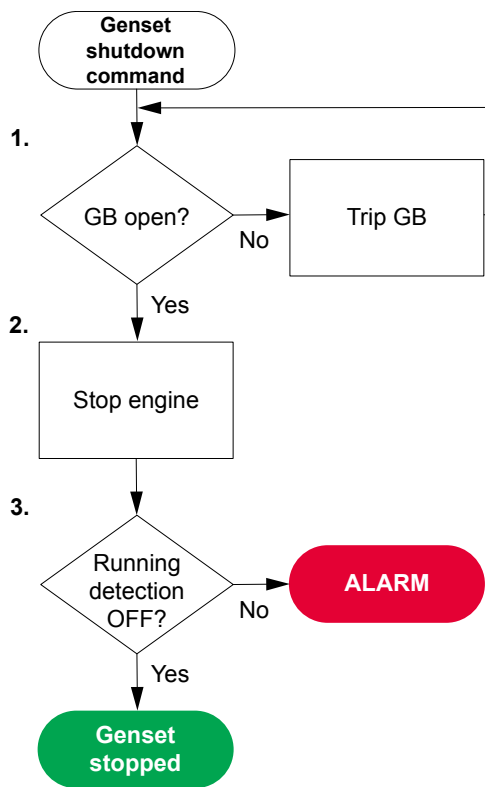 Genset
shutdown
command
1.
GB open?
No
Trip GB
Yes
2.
Stop engine
3.
Running
detection
OFF?
No
ALARM
Yes
Genset
stopped